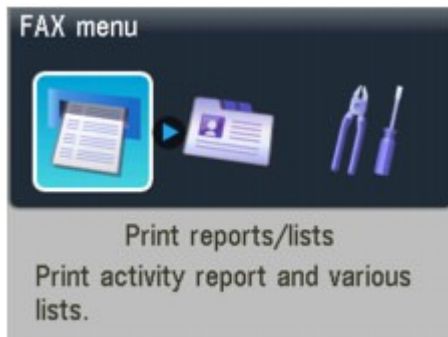 FAX menu
Print reports/lists
Print activity report and various
lists.